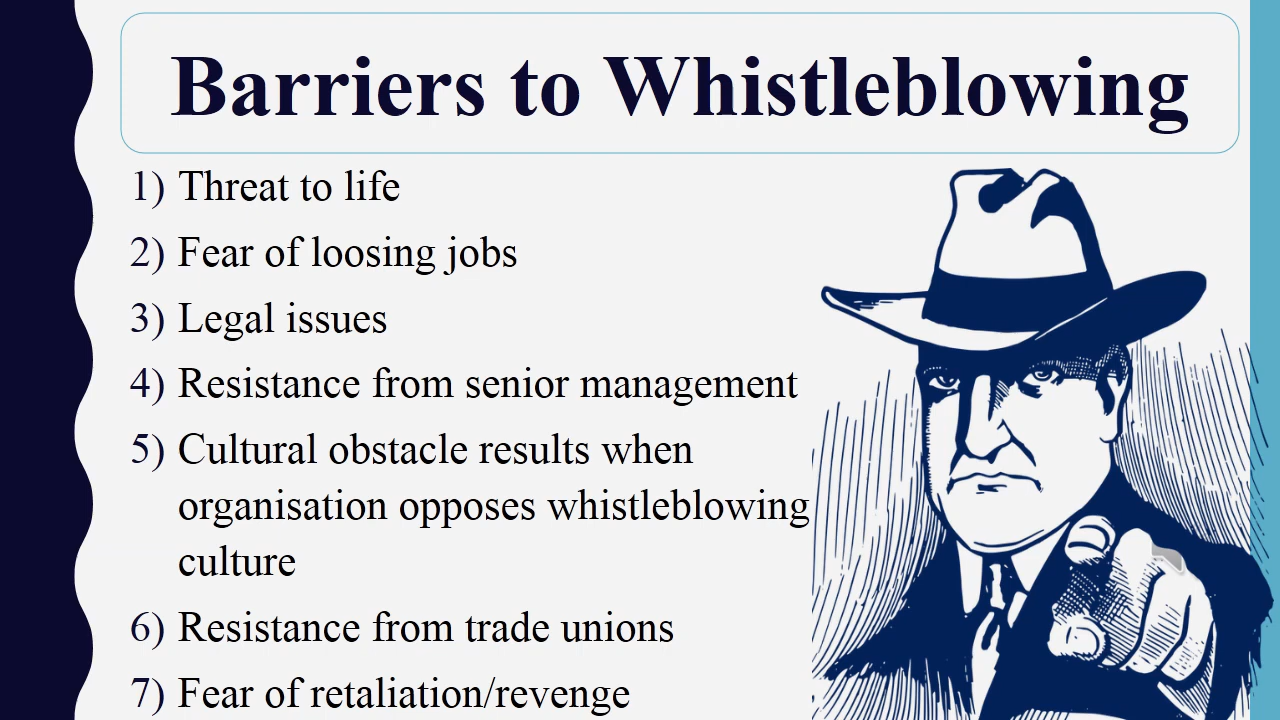 Barriers to Whistleblowing
1) Threat to life
2) Fear of loosing jobs
3) Legal issues
4) Resistance from senior management
5) Cultural obstacle results when
organisation opposes whistleblowing
culture
6) Resistance from trade unions
7) Fear of retaliation/revenge